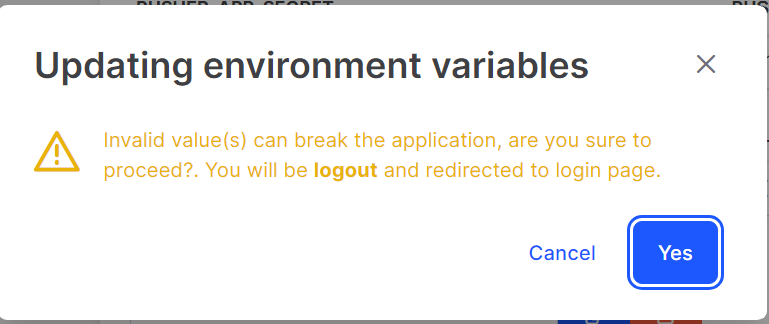 Updating environment variables
Invalid value(s) can break the application, are you sure to
proceed?. You will be logout and redirected to login page.
Cancel
Yes